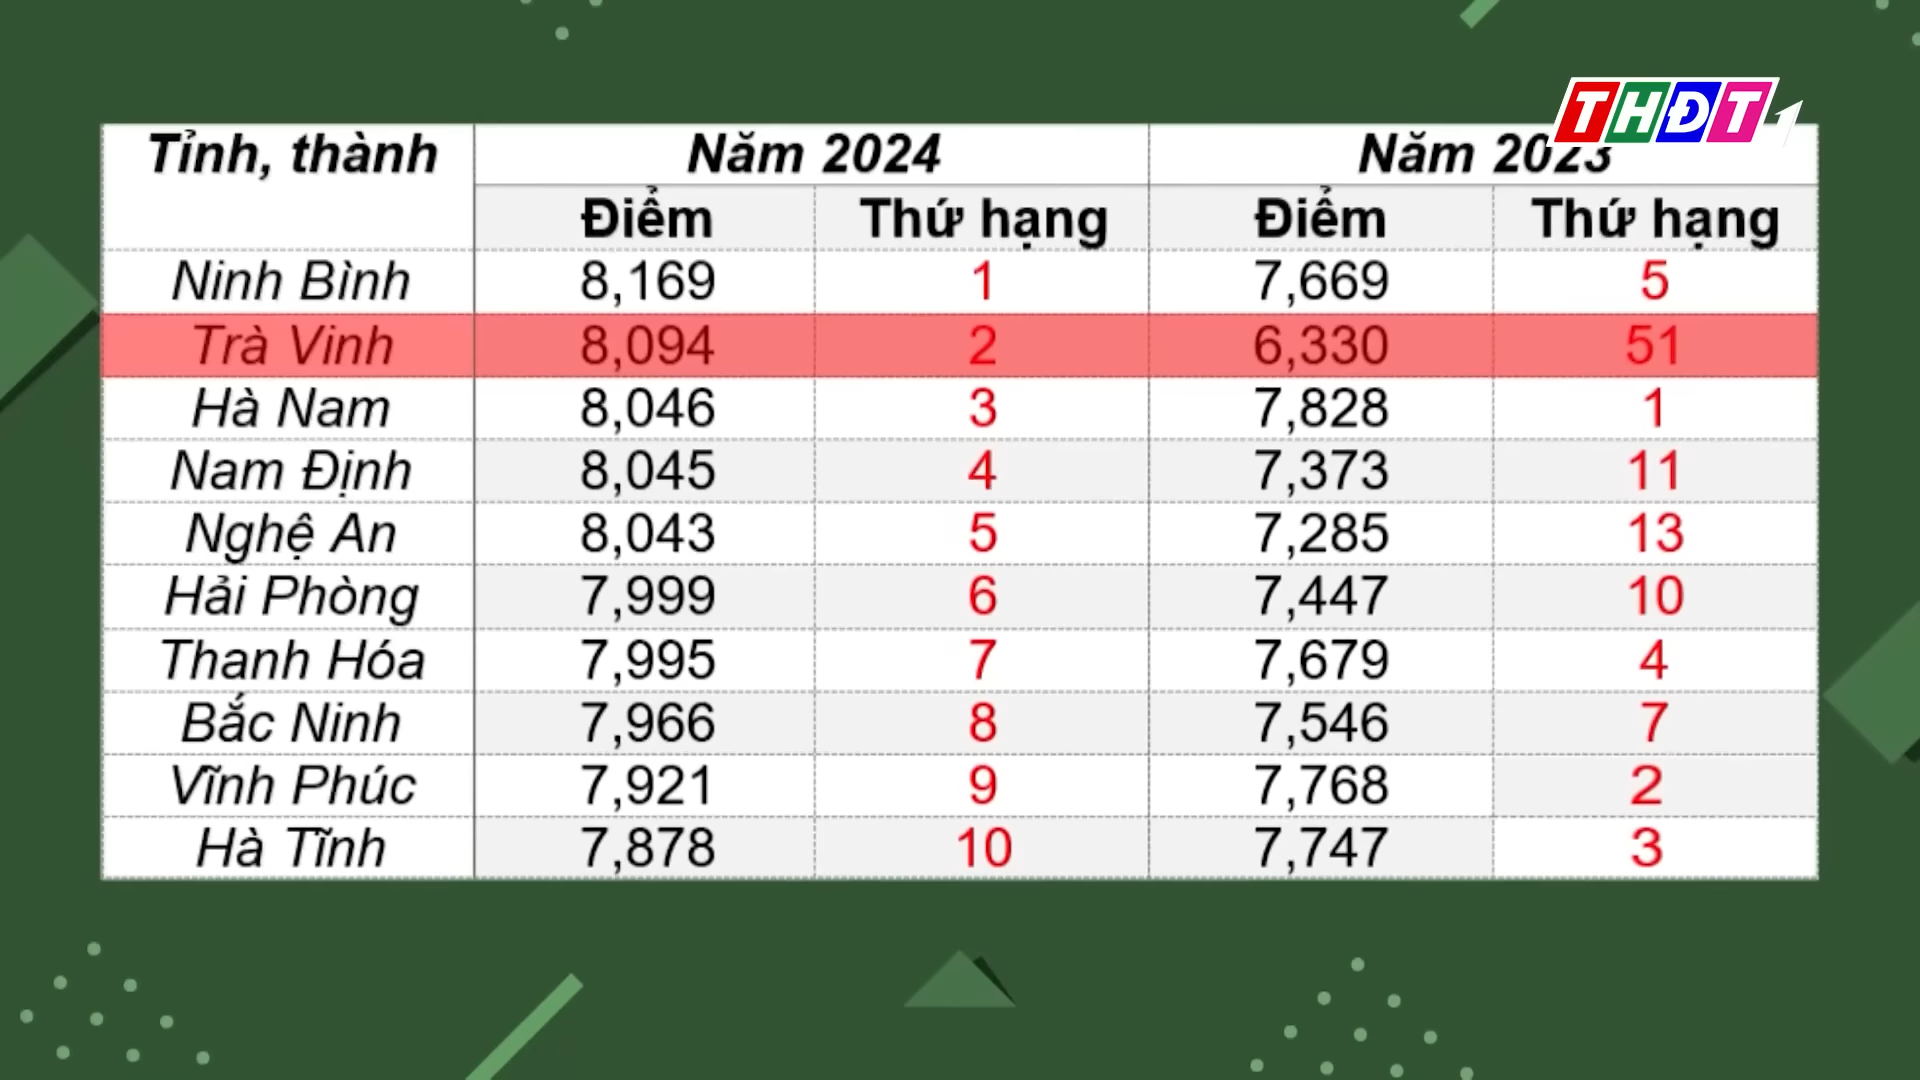 THĐT1
Tỉnh, thành Năm 2024 Năm 2023
Điểm Thứ hạng Điểm Thứ hạng
Ninh Bình 8,169 1 7,669 5
Trà Vinh 8,094 2 6,330 51
Hà Nam 8,046 3 7,828 1
Nam Định 8,045 4 7,373 11
Nghệ An 8,043 5 7,285 13
Hải Phòng 7,999 6 7,447 10
Thanh Hóa 7,995 7 7,679 4
Bắc Ninh 7,966 8 7,546 7
Vĩnh Phúc 7,921 9 7,768 2
Hà Tĩnh 7,878 10 7,747 3